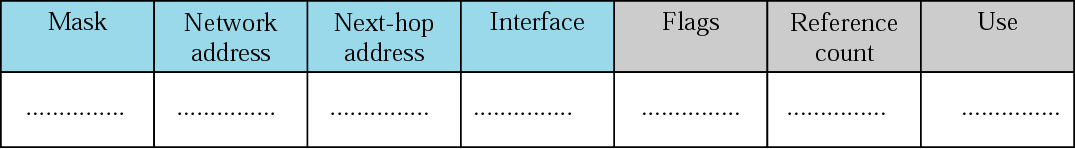 Mask
Network
address
Next-hop
address
Interface
Flags
Reference
count
Use
..............
..............
..............
..............
..............
..............
..............